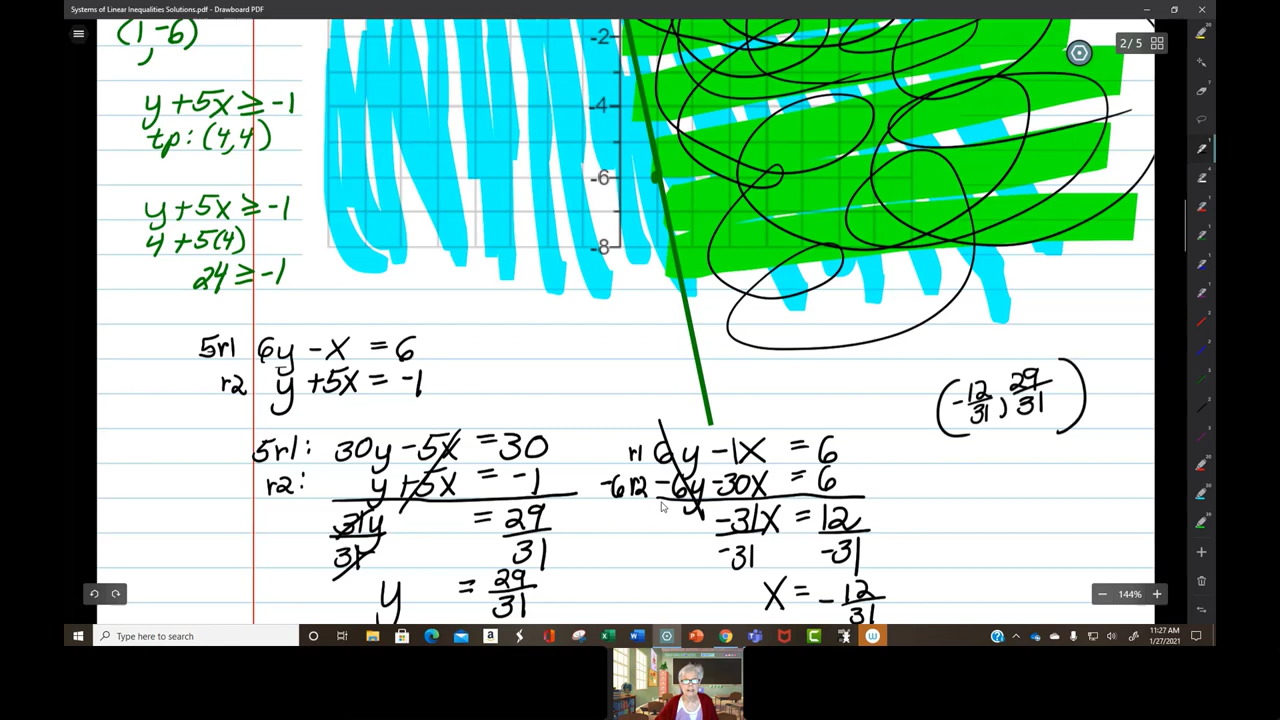 Systems of Linear Inequalities Solutions.pdf - Drawboard PDF
2/5
(1 -6)
,
y + 5x ≥ -1
tp: (4,4)
y + 5x ≥ -1
4 + 5(4)
24 ≥ -1
-2
-4
-6
-8
5r1 6y - x = 6
r2 y + 5x = -1
(-12/31, 29/31)
5r1: 30y - 5x = 30
r2: y + 5x = -1
31y/31 = 29/31
y = 29/31
r1 6y - 1x = 6
-6r2 -6y - 30x = 6
-31x/-31 = 12/-31
x = -12/31
144%
Type here to search
11:27 AM
1/27/2021